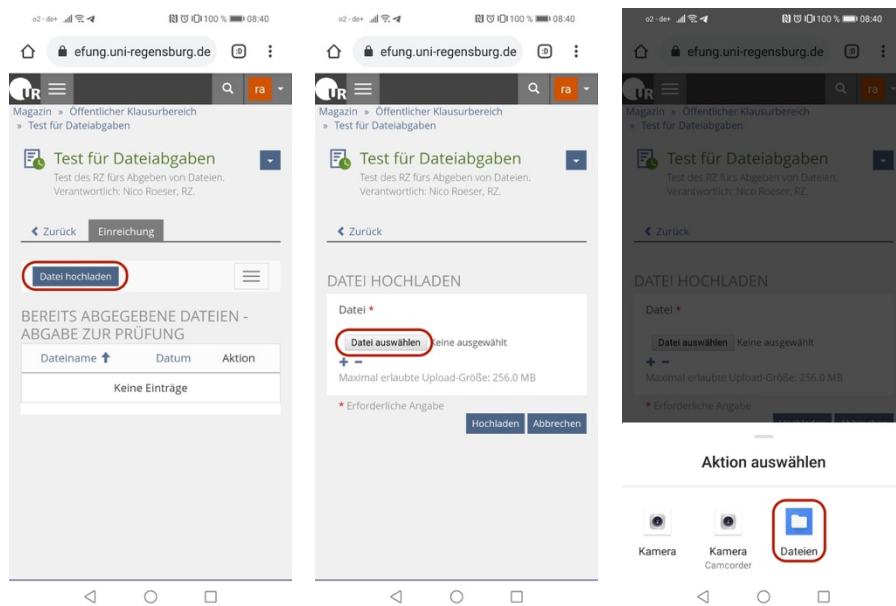 o2 - de+ 100 % 08:40
efung.uni-regensburg.de :D
UR ra
Magazin » Öffentlicher Klausurbereich
» Test für Dateiabgaben
Test für Dateiabgaben
Test des RZ fürs Abgeben von Dateien.
Verantwortlich: Nico Roeser, RZ.
Zurück Einreichung
Datei hochladen
BEREITS ABGEGEBENE DATEIEN -
ABGABE ZUR PRÜFUNG
Dateiname Datum Aktion
Keine Einträge
o2 - de+ 100 % 08:40
efung.uni-regensburg.de :D
UR ra
Magazin » Öffentlicher Klausurbereich
» Test für Dateiabgaben
Test für Dateiabgaben
Test des RZ fürs Abgeben von Dateien.
Verantwortlich: Nico Roeser, RZ.
Zurück
DATEI HOCHLADEN
Datei *
Datei auswählen Keine ausgewählt
+ −
Maximal erlaubte Upload-Größe: 256.0 MB
* Erforderliche Angabe
Hochladen Abbrechen
o2 - de+ 100 % 08:40
efung.uni-regensburg.de :D
UR ra
Magazin » Öffentlicher Klausurbereich
» Test für Dateiabgaben
Test für Dateiabgaben
Test des RZ fürs Abgeben von Dateien.
Verantwortlich: Nico Roeser, RZ.
Zurück
DATEI HOCHLADEN
Datei *
Datei auswählen Keine ausgewählt
+ −
Maximal erlaubte Upload-Größe: 256.0 MB
* Erforderliche Angabe
Aktion auswählen
Kamera Kamera Dateien
Camcorder